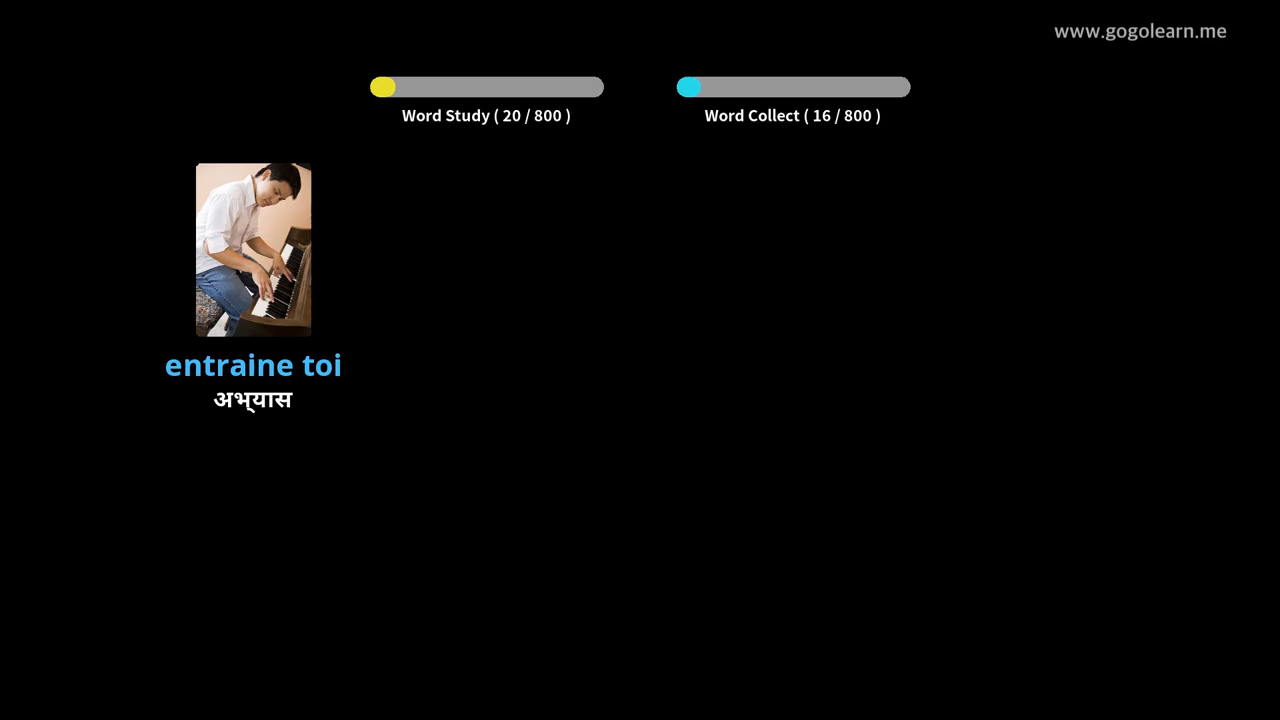 www.gogolearn.me
Word Study ( 20 / 800 )
Word Collect ( 16 / 800 )
entraine toi
अभ्यास